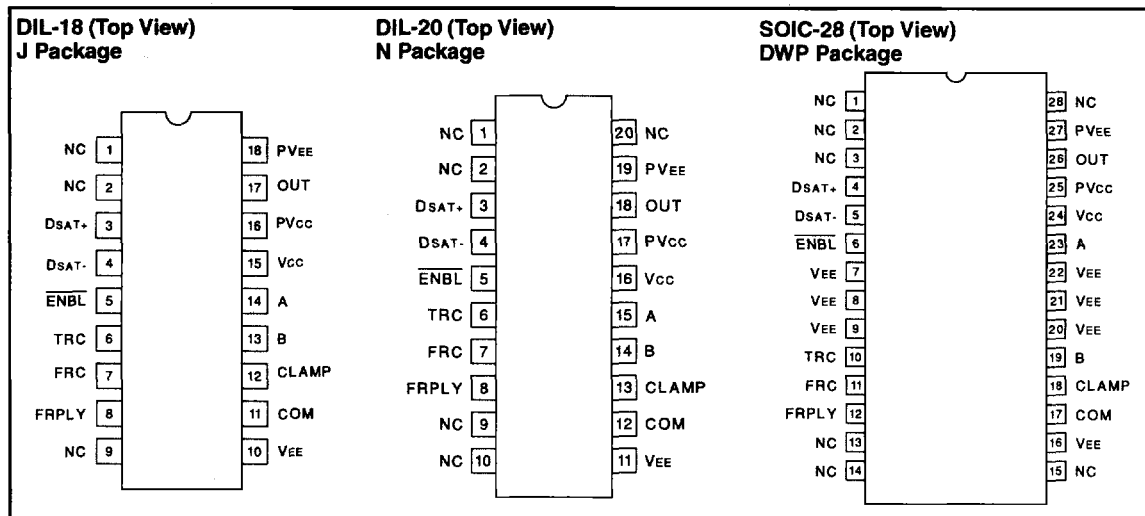 DIL-18 (Top View)
J Package
NC 1
NC 2
DSAT+ 3
DSAT- 4
ENBL 5
TRC 6
FRC 7
FRPLY 8
NC 9
18 PVEE
17 OUT
16 PVCC
15 VCC
14 A
13 B
12 CLAMP
11 COM
10 VEE
DIL-20 (Top View)
N Package
NC 1
NC 2
DSAT+ 3
DSAT- 4
ENBL 5
TRC 6
FRC 7
FRPLY 8
NC 9
NC 10
20 NC
19 PVEE
18 OUT
17 PVCC
16 VCC
15 A
14 B
13 CLAMP
12 COM
11 VEE
SOIC-28 (Top View)
DWP Package
NC 1
NC 2
NC 3
DSAT+ 4
DSAT- 5
ENBL 6
VEE 7
VEE 8
VEE 9
TRC 10
FRC 11
FRPLY 12
NC 13
NC 14
28 NC
27 PVEE
26 OUT
25 PVCC
24 VCC
23 A
22 VEE
21 VEE
20 VEE
19 B
18 CLAMP
17 COM
16 VEE
15 NC